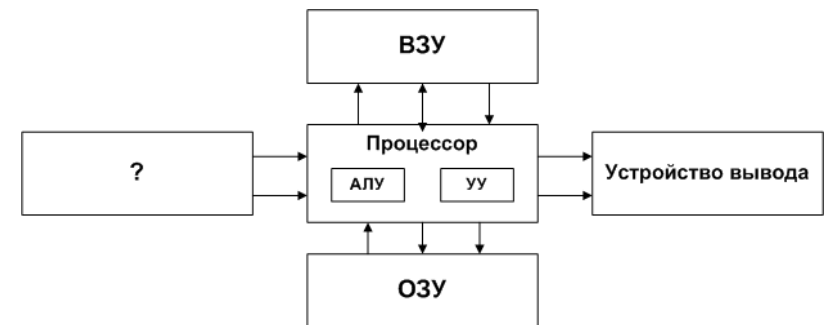 ВЗУ
?
Процессор
АЛУ
УУ
Устройство вывода
ОЗУ